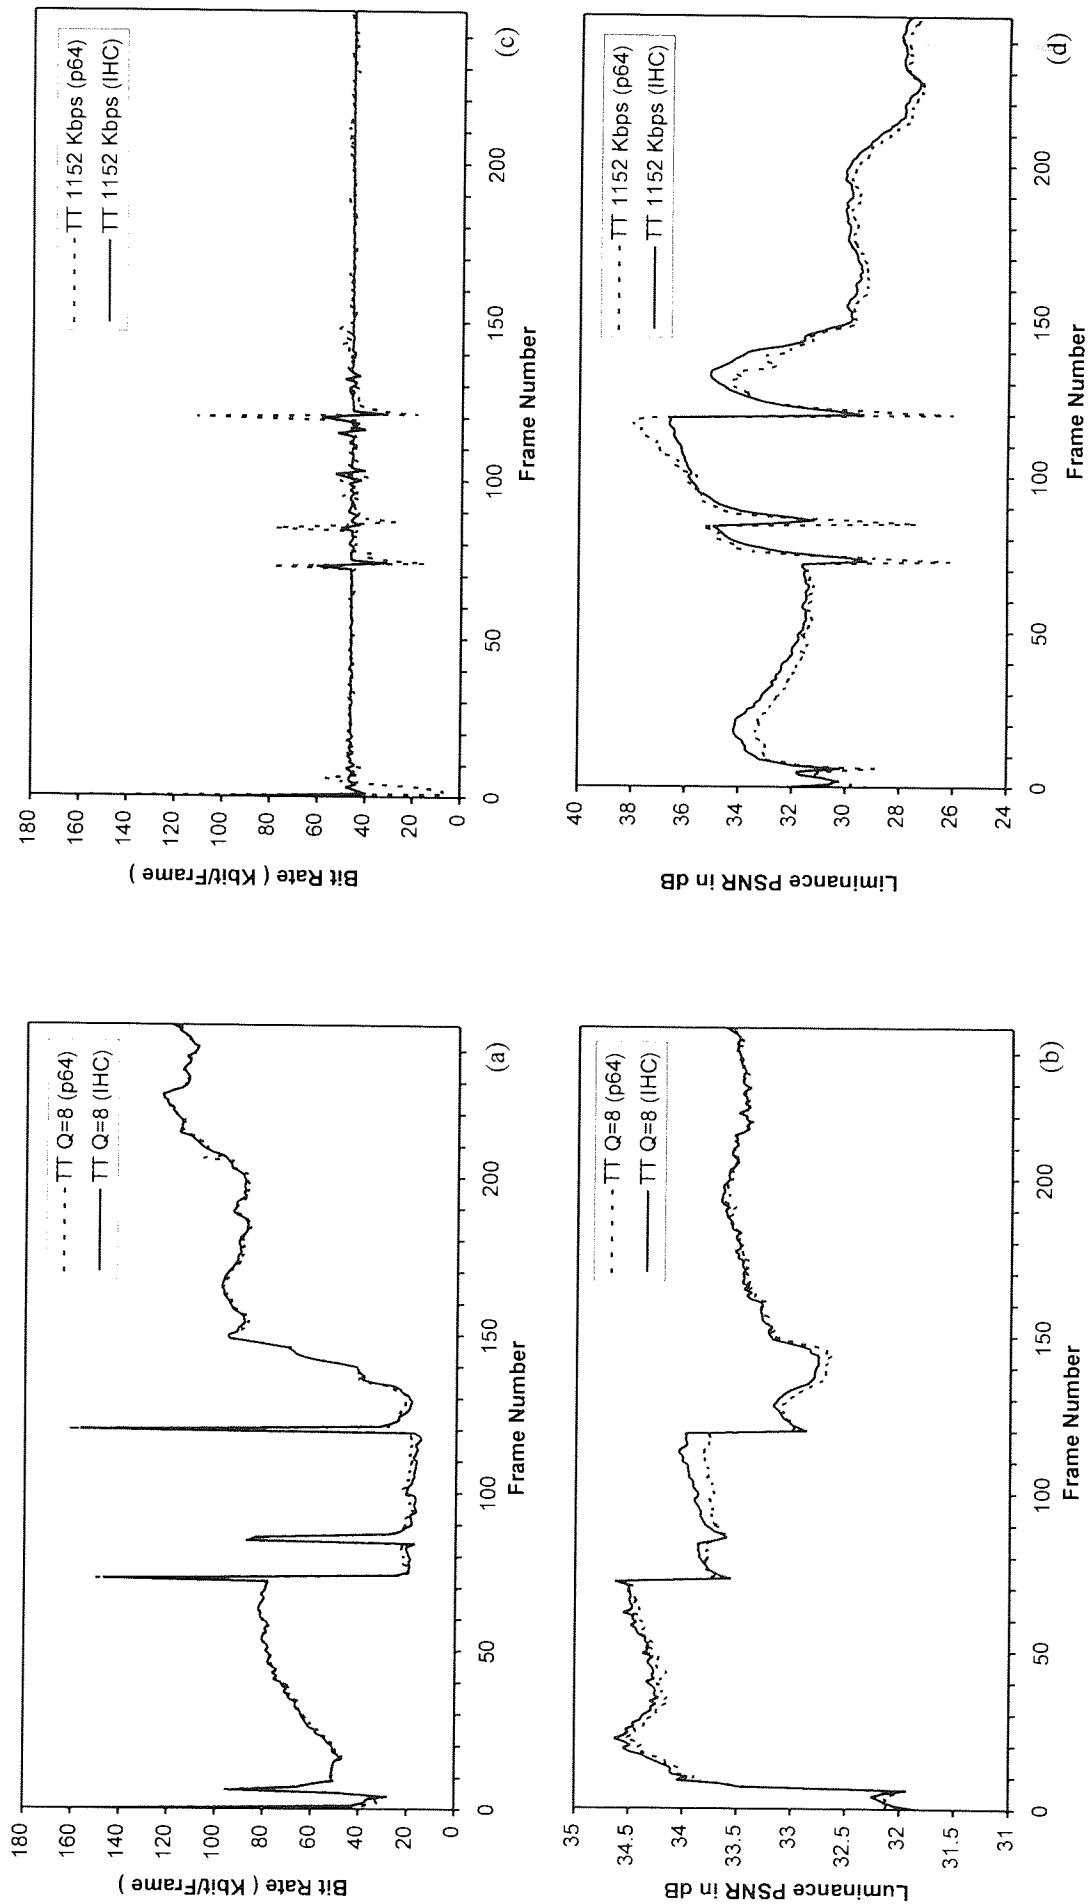 180
160
140
120
100
80
60
40
20
0
Bit Rate ( Kbit/Frame )
TT Q=8 (p64)
TT Q=8 (IHC)
0
50
100
150
200
Frame Number
(a)
35
34.5
34
33.5
33
32.5
32
31.5
31
Luminance PSNR in dB
TT Q=8 (p64)
TT Q=8 (IHC)
0
50
100
150
200
Frame Number
(b)
180
160
140
120
100
80
60
40
20
0
Bit Rate ( Kbit/Frame )
TT 1152 Kbps (p64)
TT 1152 Kbps (IHC)
0
50
100
150
200
Frame Number
(c)
40
38
36
34
32
30
28
26
24
Liminance PSNR in dB
TT 1152 Kbps (p64)
TT 1152 Kbps (IHC)
0
50
100
150
200
Frame Number
(d)